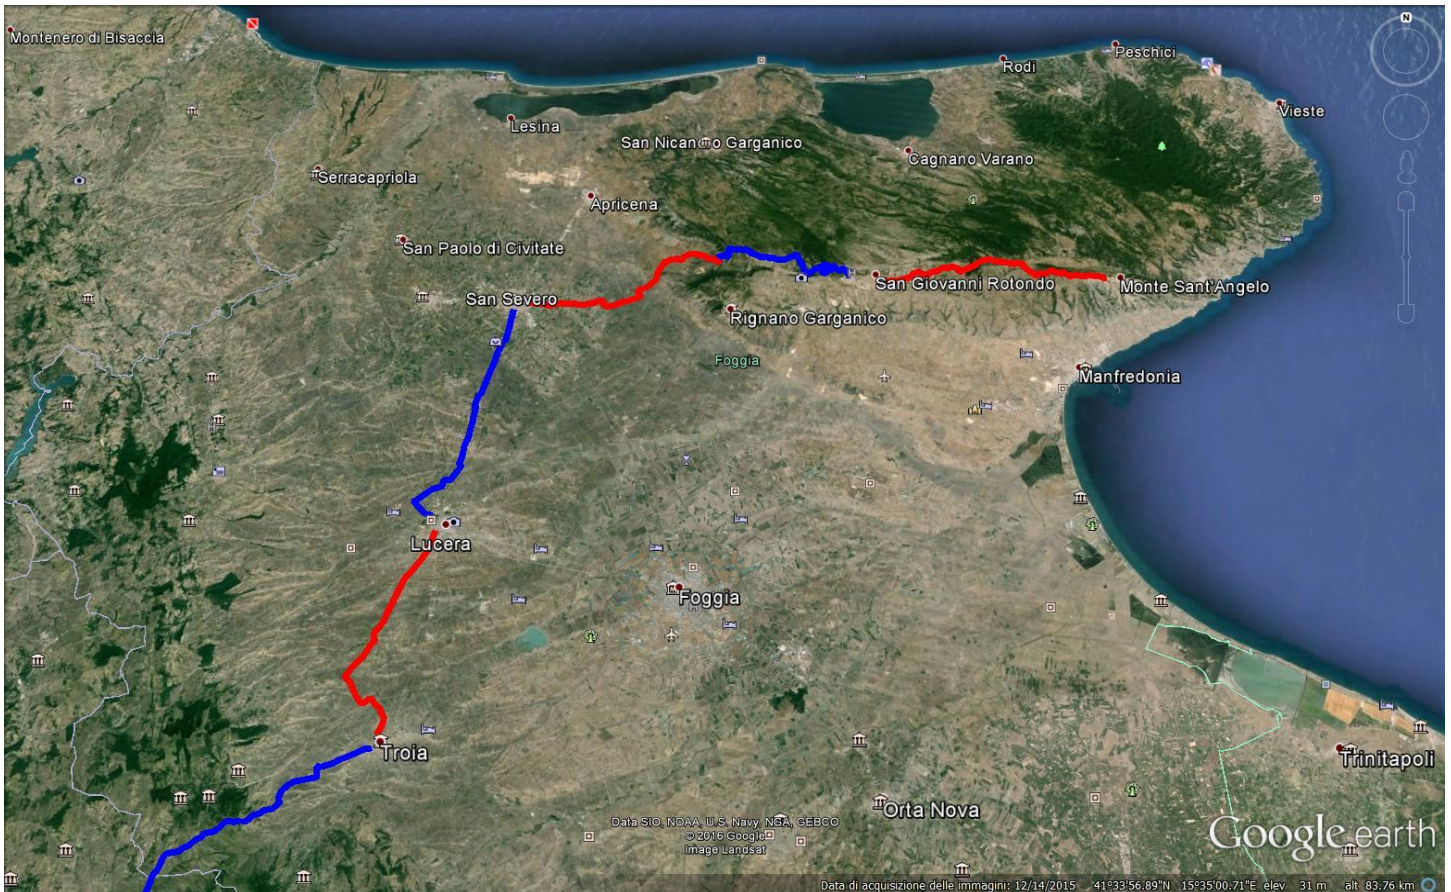 N
Montenero di Bisaccia
Peschici
Rodi
Vieste
Lesina
San Nicandro Garganico
Cagnano Varano
Serracapriola
Apricena
San Paolo di Civitate
San Severo
San Giovanni Rotondo
Monte Sant'Angelo
Rignano Garganico
Foggia
Manfredonia
Lucera
Foggia
Troia
Trinitapoli
Orta Nova
Data SIO, NOAA, U.S. Navy, NGA, GEBCO
© 2016 Google
Image Landsat
Google earth
Data di acquisizione delle immagini: 12/14/2015 41°33'56.89"N 15°35'00.71"E elev 31 m alt 83.76 km